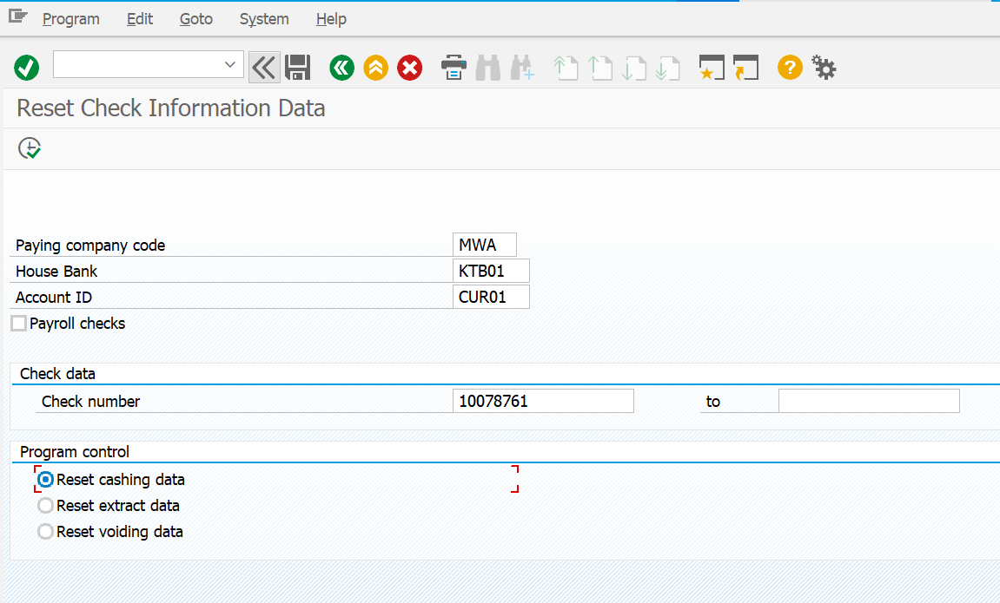 Program Edit Goto System Help
Reset Check Information Data
Paying company code MWA
House Bank KTB01
Account ID CUR01
Payroll checks
Check data
Check number 10078761 to
Program control
Reset cashing data
Reset extract data
Reset voiding data